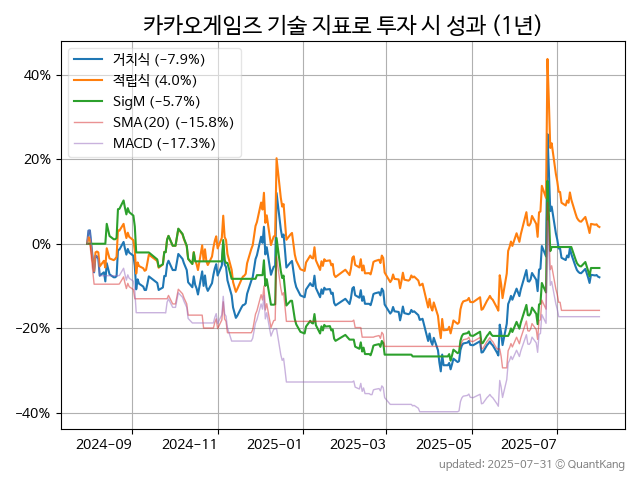 카카오게임즈 기술 지표로 투자 시 성과 (1년)
거치식 (−7.9%)
적립식 (4.0%)
SigM (−5.7%)
SMA(20) (−15.8%)
MACD (−17.3%)
40%
20%
0%
−20%
−40%
2024-09 2024-11 2025-01 2025-03 2025-05 2025-07
updated: 2025-07-31 © QuantKang